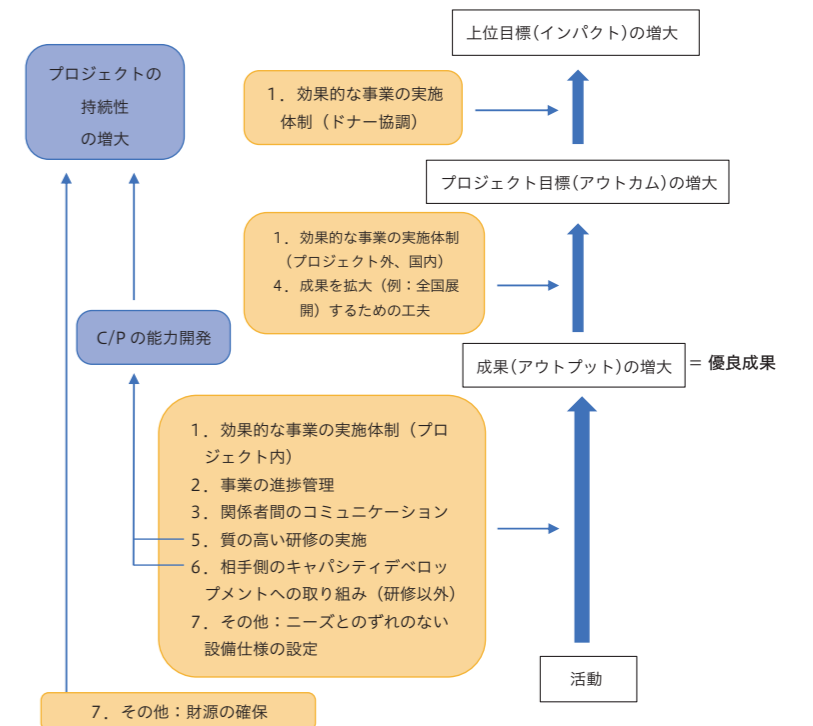 上位目標(インパクト)の増大
プロジェクトの
持続性
の増大
1．効果的な事業の実施
体制（ドナー協調）
プロジェクト目標(アウトカム)の増大
1．効果的な事業の実施体制
（プロジェクト外、国内）
4．成果を拡大（例：全国展
開）するための工夫
C/P の能力開発
成果(アウトプット)の増大
＝ 優良成果
1．効果的な事業の実施体制（プロ
ジェクト内）
2．事業の進捗管理
3．関係者間のコミュニケーション
5．質の高い研修の実施
6．相手側のキャパシティデベロッ
プメントへの取り組み（研修以外）
7．その他：ニーズとのずれのない
設備仕様の設定
活動
7．その他：財源の確保